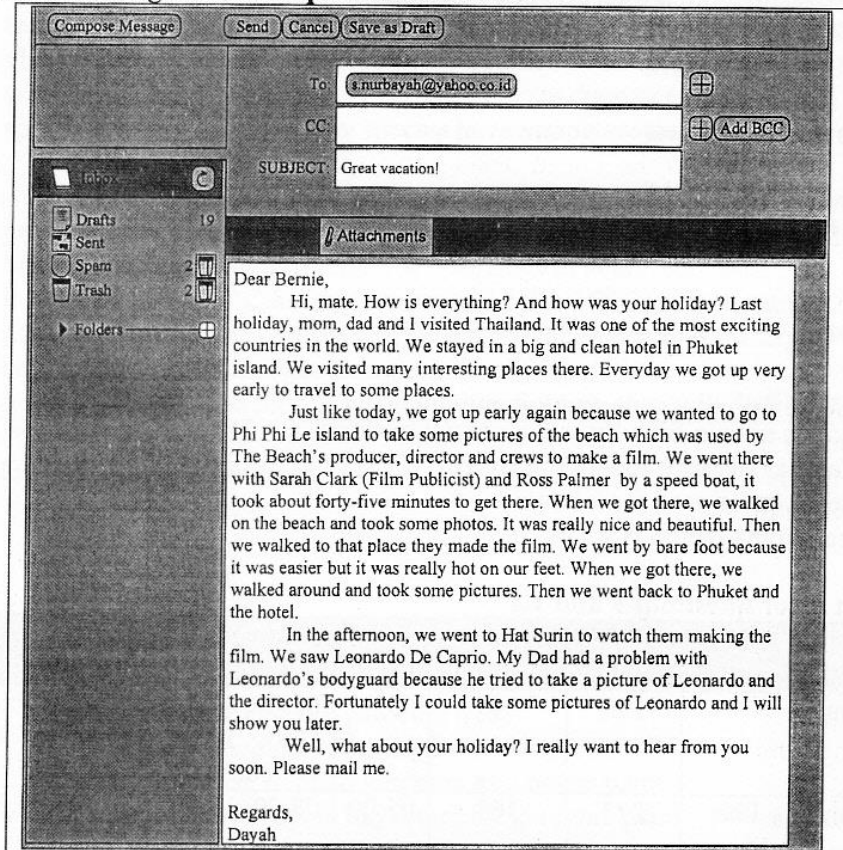 Compose Message Send Cancel Save as Draft
To: s.nurbayah@yahoo.co.id
CC: Add BCC
SUBJECT: Great vacation!
Inbox
Drafts 19
Sent
Spam 2
Trash 2
Folders
Attachments
Dear Bernie,
Hi, mate. How is everything? And how was your holiday? Last
holiday, mom, dad and I visited Thailand. It was one of the most exciting
countries in the world. We stayed in a big and clean hotel in Phuket
island. We visited many interesting places there. Everyday we got up very
early to travel to some places.
Just like today, we got up early again because we wanted to go to
Phi Phi Le island to take some pictures of the beach which was used by
The Beach's producer, director and crews to make a film. We went there
with Sarah Clark (Film Publicist) and Ross Palmer by a speed boat, it
took about forty-five minutes to get there. When we got there, we walked
on the beach and took some photos. It was really nice and beautiful. Then
we walked to that place they made the film. We went by bare foot because
it was easier but it was really hot on our feet. When we got there, we
walked around and took some pictures. Then we went back to Phuket and
the hotel.
In the afternoon, we went to Hat Surin to watch them making the
film. We saw Leonardo De Caprio. My Dad had a problem with
Leonardo's bodyguard because he tried to take a picture of Leonardo and
the director. Fortunately I could take some pictures of Leonardo and I will
show you later.
Well, what about your holiday? I really want to hear from you
soon. Please mail me.
Regards,
Dayah